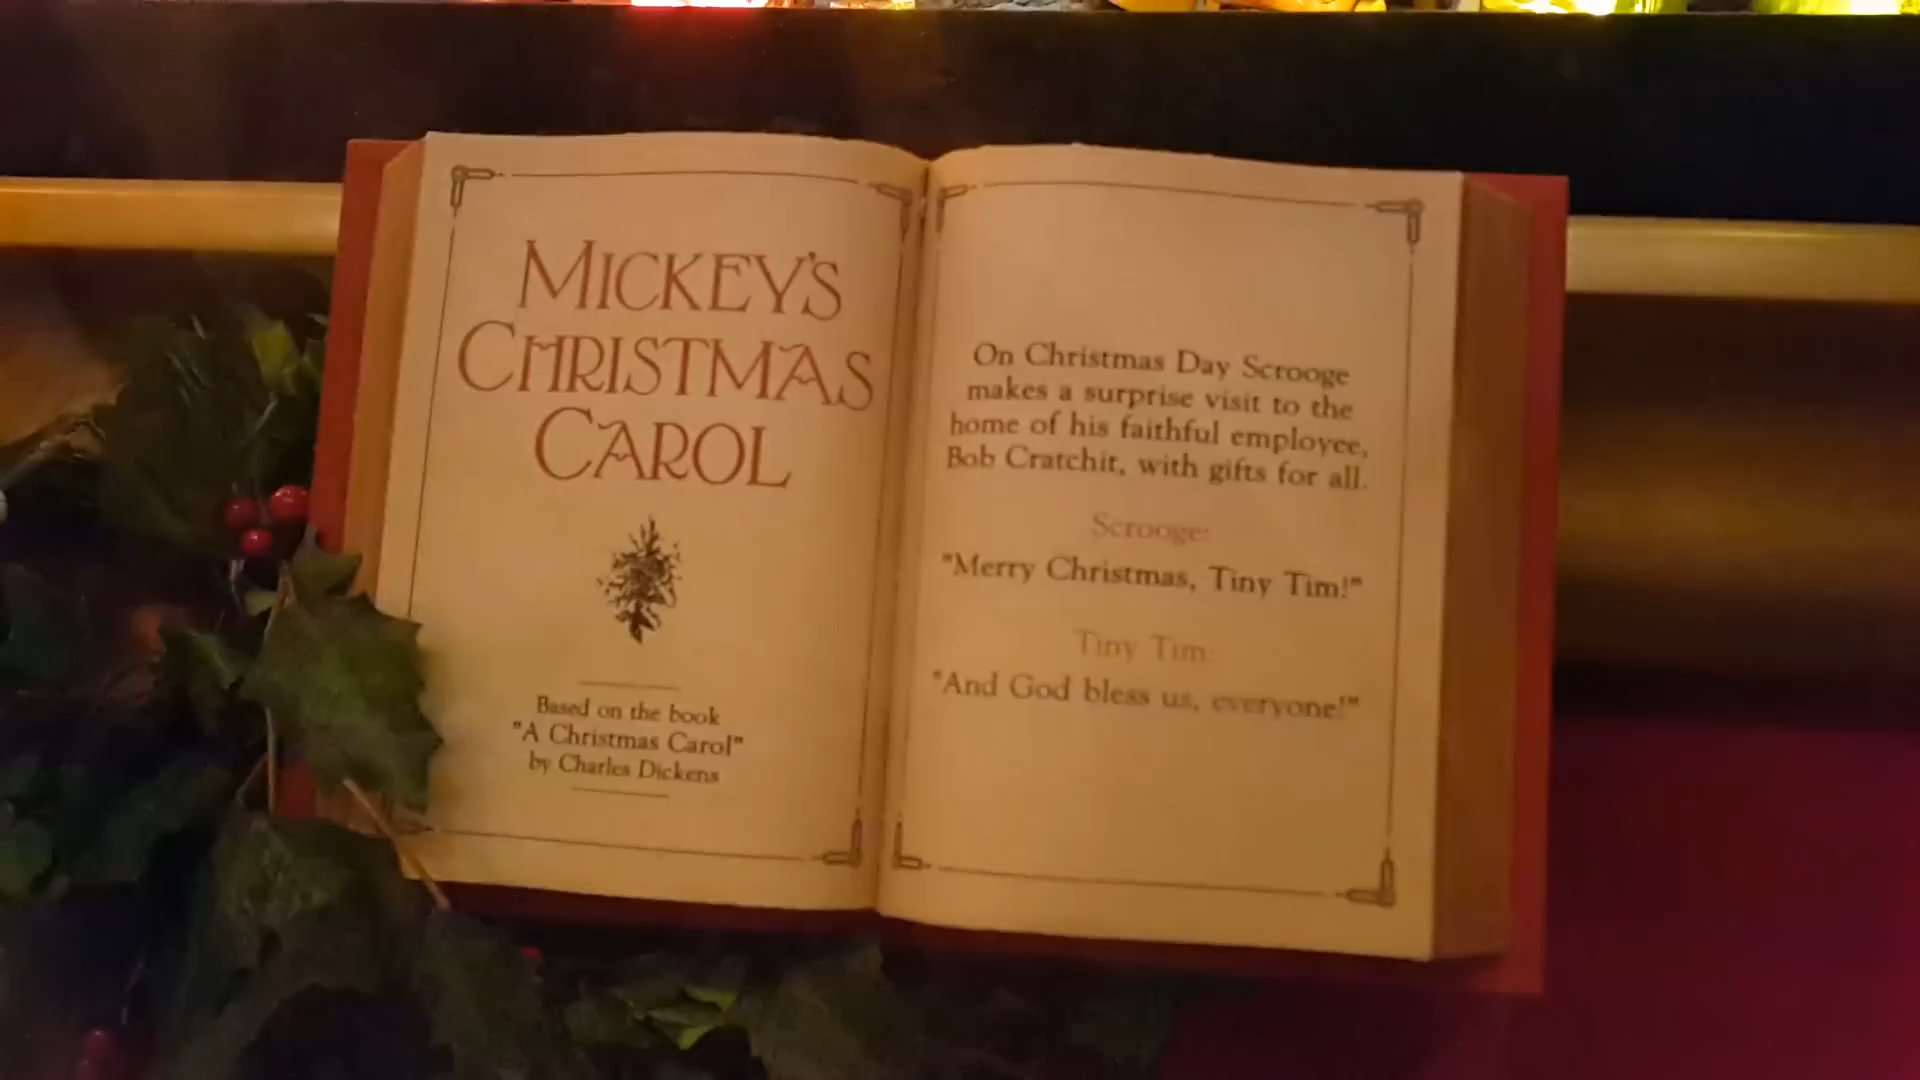 MICKEY'S
CHRISTMAS
CAROL
Based on the book
"A Christmas Carol"
by Charles Dickens
On Christmas Day Scrooge
makes a surprise visit to the
home of his faithful employee,
Bob Cratchit, with gifts for all.
Scrooge:
"Merry Christmas, Tiny Tim!"
Tiny Tim:
"And God bless us, everyone!"